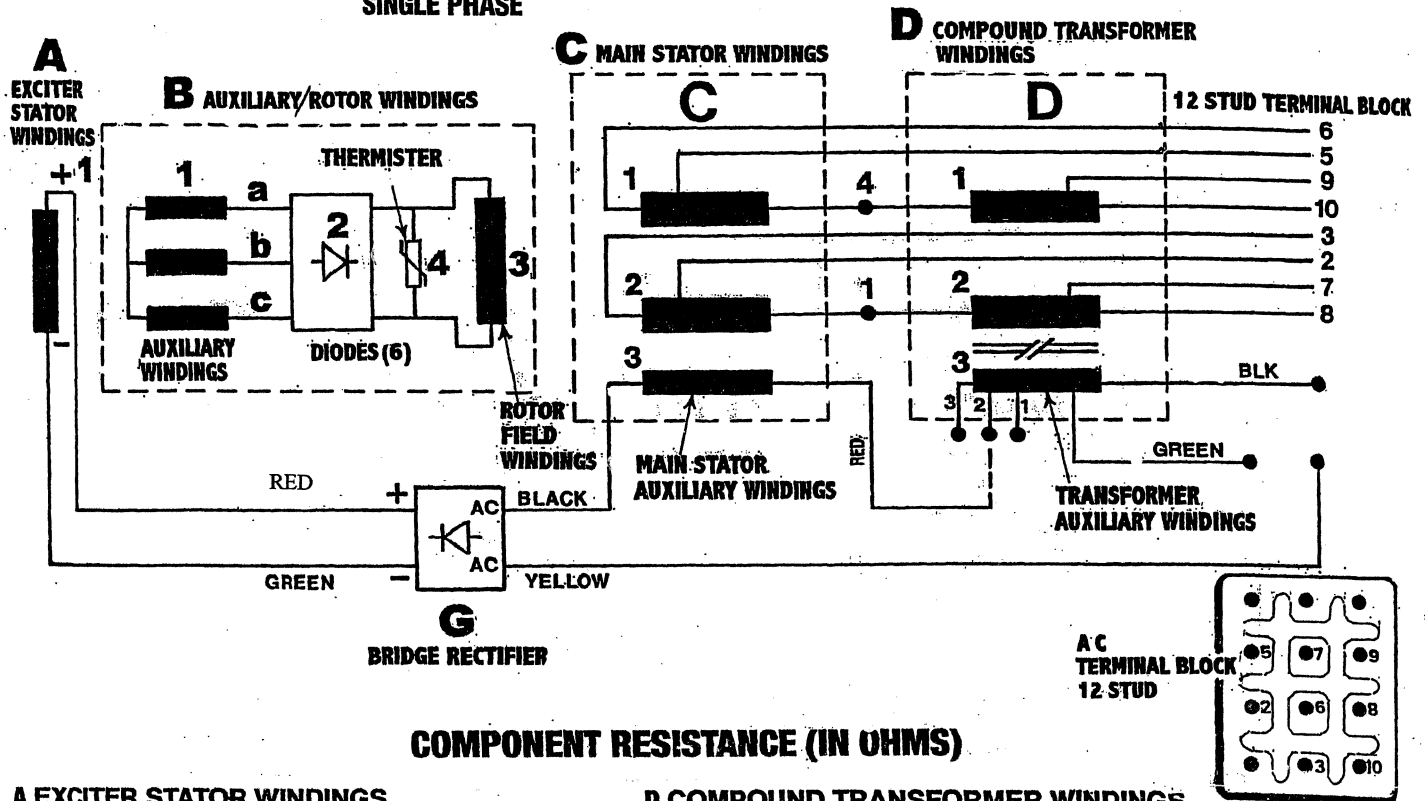 SINGLE PHASE
A
EXCITER
STATOR
WINDINGS
B AUXILIARY/ROTOR WINDINGS
C MAIN STATOR WINDINGS
D COMPOUND TRANSFORMER
WINDINGS
12 STUD TERMINAL BLOCK
C
D
+1
-
1
a
b
c
2
THERMISTER
4
3
AUXILIARY
WINDINGS
DIODES (6)
ROTOR
FIELD
WINDINGS
1
2
3
4
1
MAIN STATOR
AUXILIARY WINDINGS
RED
1
2
3
3
2
1
6
5
9
10
3
2
7
8
BLK
GREEN
TRANSFORMER
AUXILIARY WINDINGS
RED
+
AC
BLACK
AC
GREEN
-
YELLOW
G
BRIDGE RECTIFIER
AC
TERMINAL BLOCK
12 STUD
5
7
9
2
6
8
3
10
COMPONENT RESISTANCE (IN OHMS)
A EXCITER STATOR WINDINGS
D COMPOUND TRANSFORMER WINDINGS